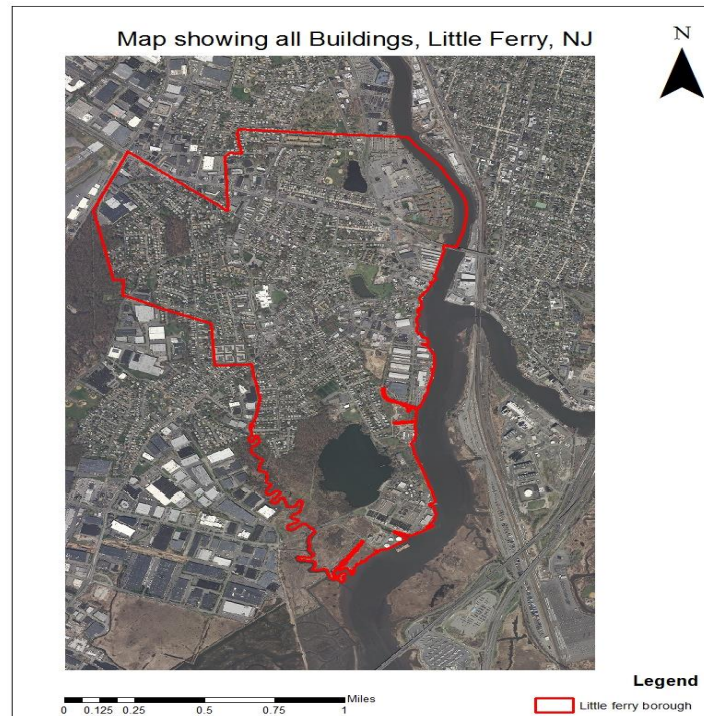 Map showing all Buildings, Little Ferry, NJ
N
Miles
0 0.125 0.25 0.5 0.75 1
Legend
Little ferry borough